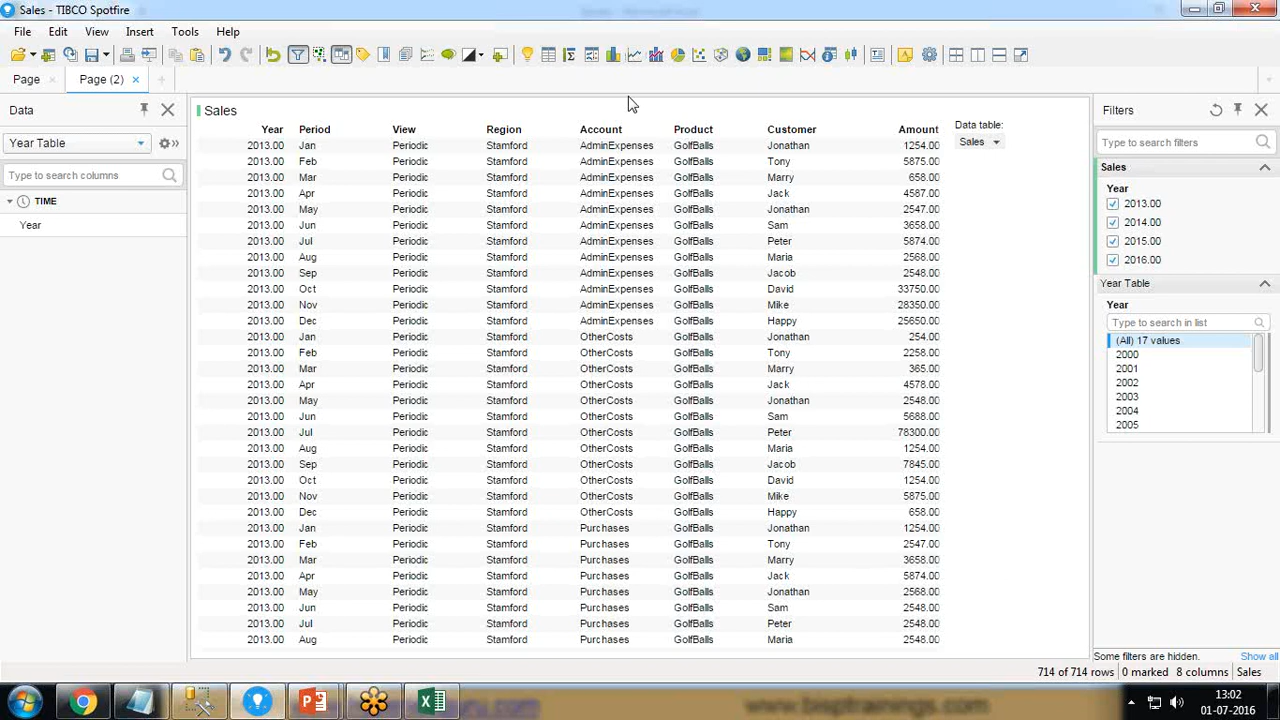 Sales - TIBCO Spotfire
File Edit View Tools Insert Help
Page Page (2)
Data
Year Table
Type to search columns
TIME
Year
Sales
Year Period View Region Account Product Customer Amount
2013.00 Jan Periodic Stamford AdminExpenses GolfBalls Jonathan 1254.00
2013.00 Feb Periodic Stamford AdminExpenses GolfBalls Tony 5875.00
2013.00 Mar Periodic Stamford AdminExpenses GolfBalls Marry 658.00
2013.00 Apr Periodic Stamford AdminExpenses GolfBalls Jack 4587.00
2013.00 May Periodic Stamford AdminExpenses GolfBalls Jonathan 2547.00
2013.00 Jun Periodic Stamford AdminExpenses GolfBalls Sam 3658.00
2013.00 Jul Periodic Stamford AdminExpenses GolfBalls Peter 5874.00
2013.00 Aug Periodic Stamford AdminExpenses GolfBalls Maria 2568.00
2013.00 Sep Periodic Stamford AdminExpenses GolfBalls Jacob 2548.00
2013.00 Oct Periodic Stamford AdminExpenses GolfBalls David 33750.00
2013.00 Nov Periodic Stamford AdminExpenses GolfBalls Mike 28350.00
2013.00 Dec Periodic Stamford AdminExpenses GolfBalls Happy 25650.00
2013.00 Jan Periodic Stamford OtherCosts GolfBalls Jonathan 254.00
2013.00 Feb Periodic Stamford OtherCosts GolfBalls Tony 2258.00
2013.00 Mar Periodic Stamford OtherCosts GolfBalls Marry 365.00
2013.00 Apr Periodic Stamford OtherCosts GolfBalls Jack 4578.00
2013.00 May Periodic Stamford OtherCosts GolfBalls Jonathan 2548.00
2013.00 Jun Periodic Stamford OtherCosts GolfBalls Sam 5688.00
2013.00 Jul Periodic Stamford OtherCosts GolfBalls Peter 78300.00
2013.00 Aug Periodic Stamford OtherCosts GolfBalls Maria 1254.00
2013.00 Sep Periodic Stamford OtherCosts GolfBalls Jacob 7845.00
2013.00 Oct Periodic Stamford OtherCosts GolfBalls David 1254.00
2013.00 Nov Periodic Stamford OtherCosts GolfBalls Mike 5875.00
2013.00 Dec Periodic Stamford OtherCosts GolfBalls Happy 658.00
2013.00 Jan Periodic Stamford Purchases GolfBalls Jonathan 1254.00
2013.00 Feb Periodic Stamford Purchases GolfBalls Tony 2547.00
2013.00 Mar Periodic Stamford Purchases GolfBalls Marry 3658.00
2013.00 Apr Periodic Stamford Purchases GolfBalls Jack 5874.00
2013.00 May Periodic Stamford Purchases GolfBalls Jonathan 2568.00
2013.00 Jun Periodic Stamford Purchases GolfBalls Sam 2548.00
2013.00 Jul Periodic Stamford Purchases GolfBalls Peter 2548.00
2013.00 Aug Periodic Stamford Purchases GolfBalls Maria 2548.00
Data table:
Sales
Filters
Type to search filters
Sales
Year
2013.00
2014.00
2015.00
2016.00
Year Table
Year
Type to search in list
(All) 17 values
2000
2001
2002
2003
2004
2005
Some filters are hidden. Show all
714 of 714 rows 0 marked 8 columns Sales
www.bisptrainings.com
13:02
01-07-2016